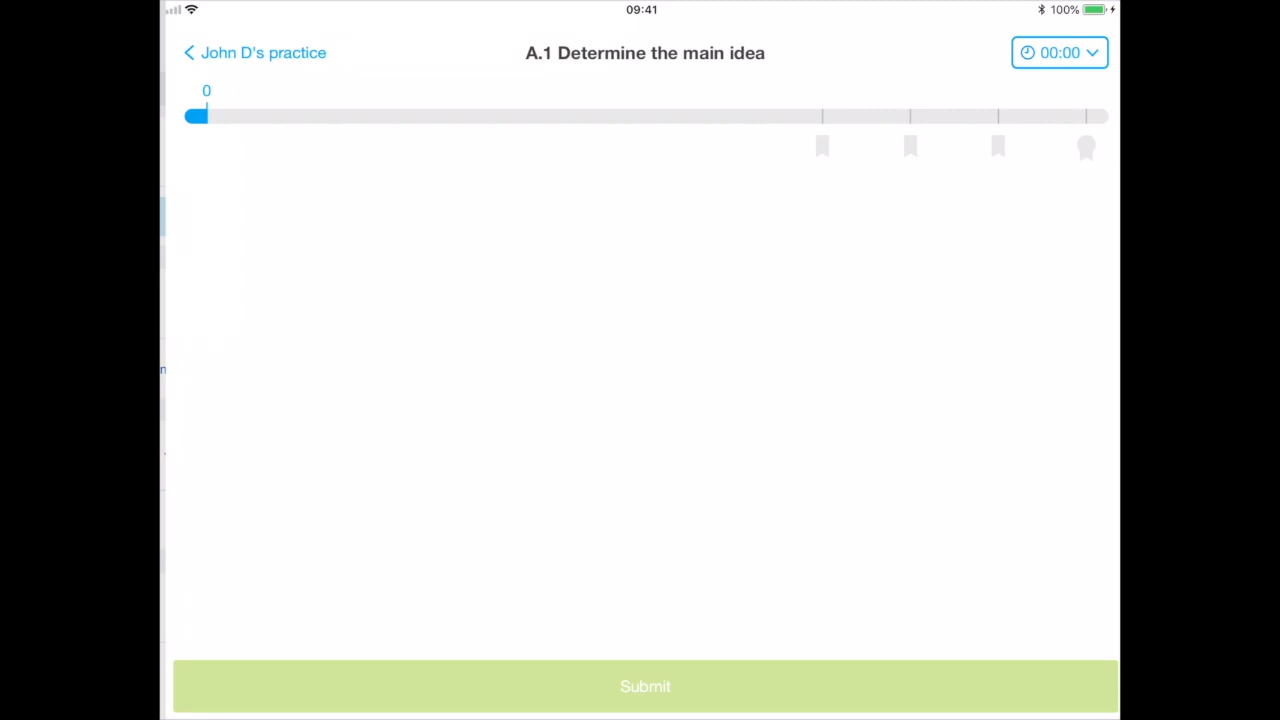 09:41
100%
John D's practice
A.1 Determine the main idea
00:00
0
n
Submit